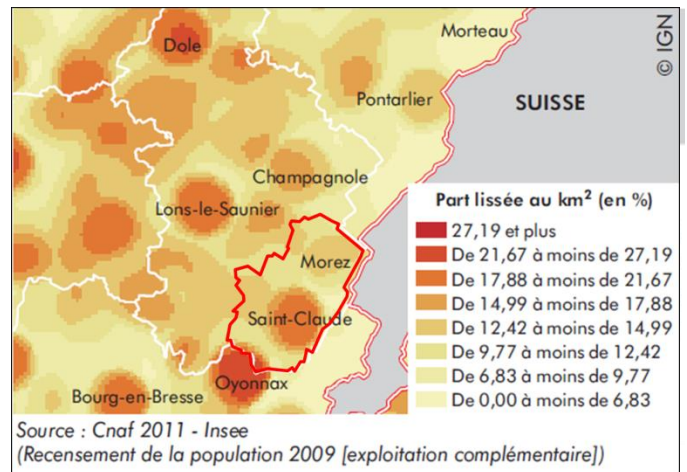 Morteau
© IGN
Dole
Pontarlier
SUISSE
Champagnole
Lons-le-Saunier
Morez
Saint-Claude
Oyonnax
Bourg-en-Bresse
Part lissée au km² (en %)
27,19 et plus
De 21,67 à moins de 27,19
De 17,88 à moins de 21,67
De 14,99 à moins de 17,88
De 12,42 à moins de 14,99
De 9,77 à moins de 12,42
De 6,83 à moins de 9,77
De 0,00 à moins de 6,83
Source : Cnaf 2011 - Insee
(Recensement de la population 2009 [exploitation complémentaire])